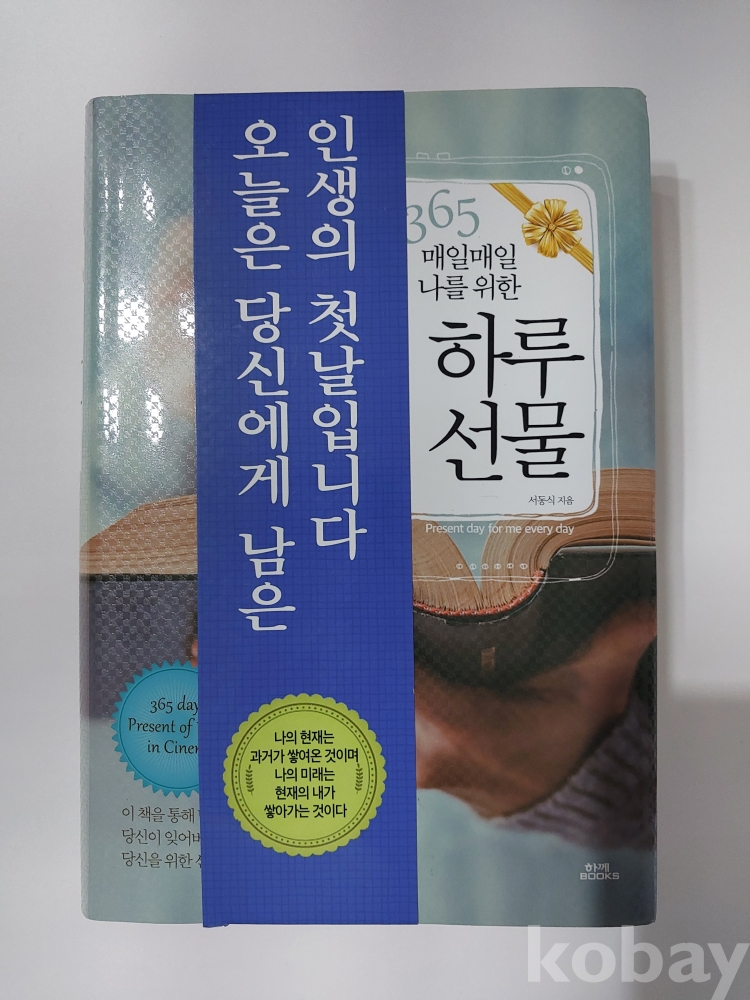 오늘은 당신에게 남은
인생의 첫날입니다
365
매일매일
나를 위한
하루
선물
서동식 지음
Present day for me every day
365 day
Present of
in Cinem
나의 현재는
과거가 쌓여온 것이며
나의 미래는
현재의 내가
쌓아가는 것이다
이 책을 통해
당신이 잊어버
당신을 위한
함께
BOOKS
kobay